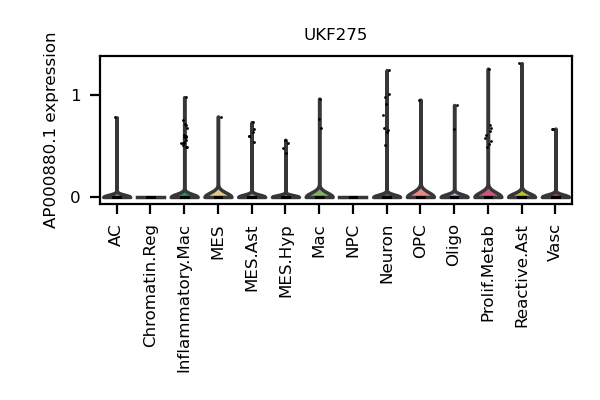 UKF275
AP000880.1 expression
1
0
AC
Chromatin.Reg
Inflammatory.Mac
MES
MES.Ast
MES.Hyp
Mac
NPC
Neuron
OPC
Oligo
Prolif.Metab
Reactive.Ast
Vasc